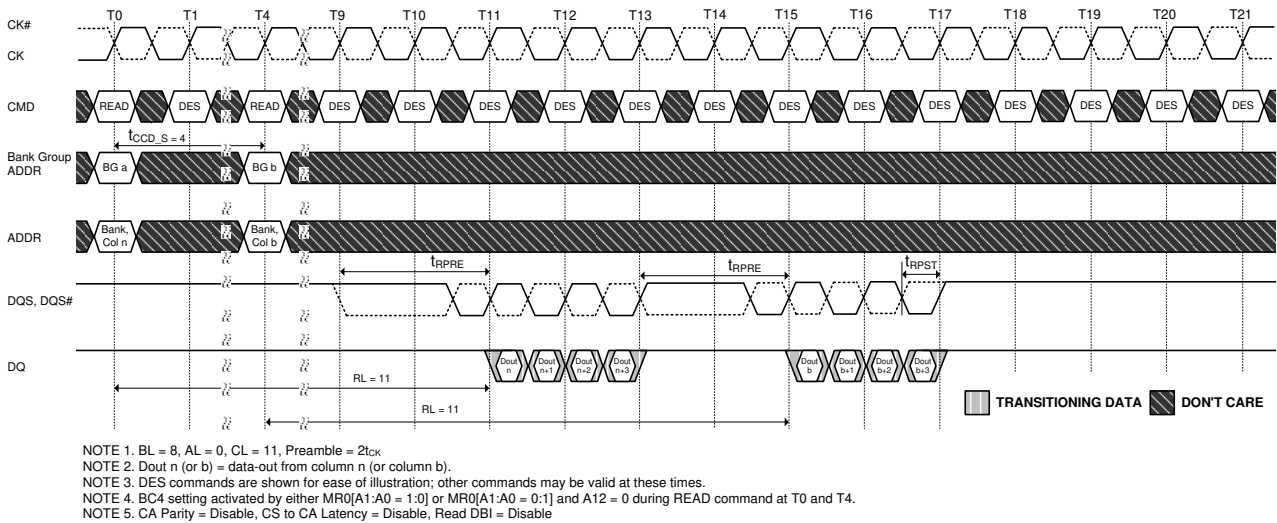 T0 T1 T4 T9 T10 T11 T12 T13 T14 T15 T16 T17 T18 T19 T20 T21
CK#
CK
CMD READ DES READ DES DES DES DES DES DES DES DES DES DES DES DES DES
tCCD_S = 4
Bank Group
ADDR
BG a BG b
ADDR
Bank,
Col n
Bank,
Col b
tRPRE tRPRE tRPST
DQS, DQS#
DQ
Dout
n
Dout
n+1
Dout
n+2
Dout
n+3
Dout
b
Dout
b+1
Dout
b+2
Dout
b+3
RL = 11
RL = 11
TRANSITIONING DATA DON'T CARE
NOTE 1. BL = 8, AL = 0, CL = 11, Preamble = 2tCK
NOTE 2. Dout n (or b) = data-out from column n (or column b).
NOTE 3. DES commands are shown for ease of illustration; other commands may be valid at these times.
NOTE 4. BC4 setting activated by either MR0[A1:A0 = 1:0] or MR0[A1:A0 = 0:1] and A12 = 0 during READ command at T0 and T4.
NOTE 5. CA Parity = Disable, CS to CA Latency = Disable, Read DBI = Disable